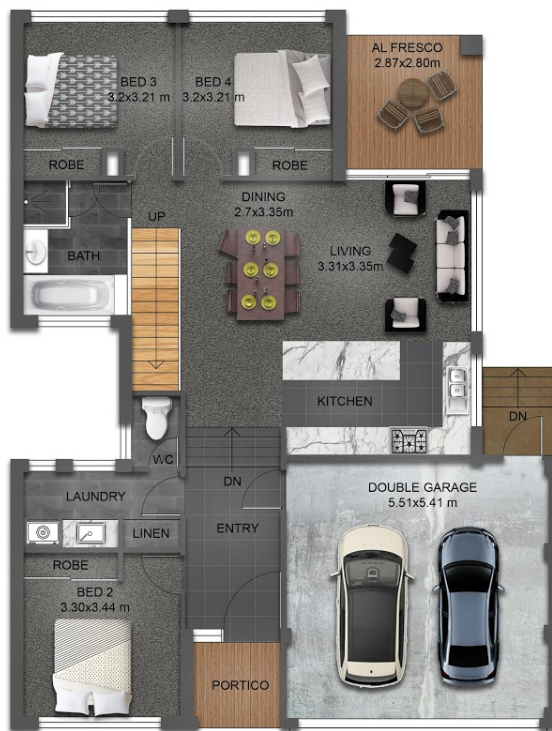 BED 3
3.2x3.21 m
BED 4
3.2x3.21 m
AL FRESCO
2.87x2.80m
ROBE
ROBE
DINING
2.7x3.35m
UP
LIVING
3.31x3.35m
BATH
KITCHEN
DN
WC
DN
LAUNDRY
DOUBLE GARAGE
5.51x5.41 m
LINEN
ENTRY
ROBE
BED 2
3.30x3.44 m
PORTICO